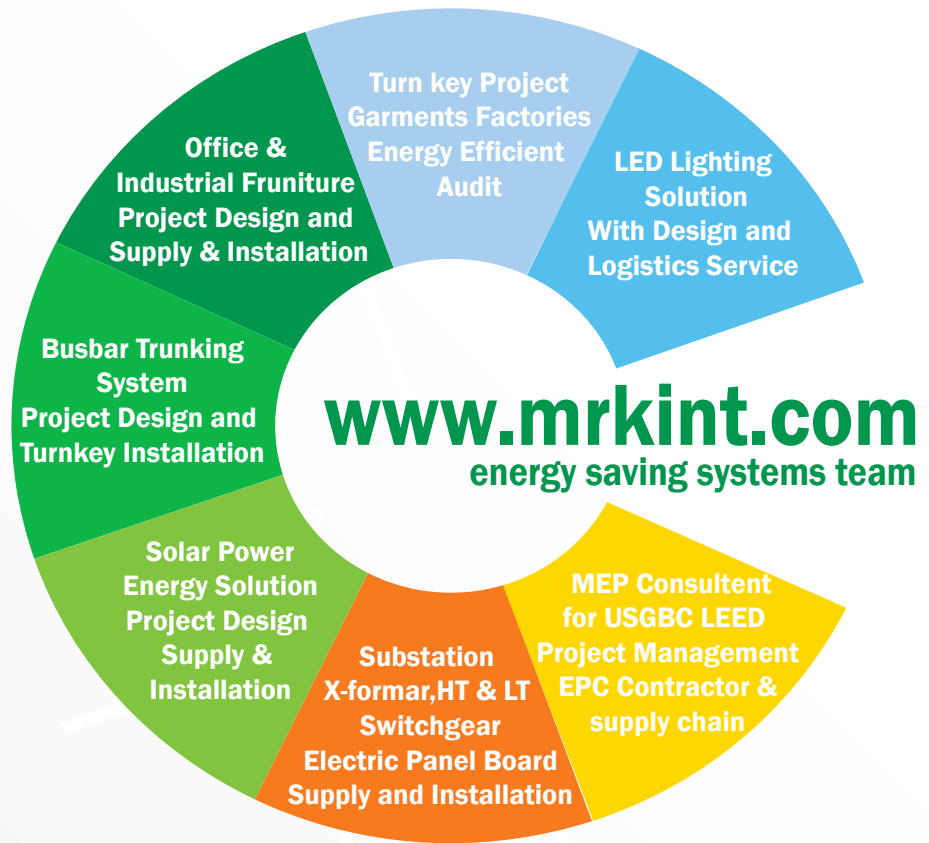 Turn key Project
Garments Factories
Energy Efficient
Audit
LED Lighting
Solution
With Design and
Logistics Service
Office &
Industrial Fruniture
Project Design and
Supply & Installation
Busbar Trunking
System
Project Design and
Turnkey Installation
www.mrkint.com
energy saving systems team
Solar Power
Energy Solution
Project Design
Supply &
Installation
Substation
X-formar,HT & LT
Switchgear
Electric Panel Board
Supply and Installation
MEP Consultent
for USGBC LEED
Project Management
EPC Contractor &
supply chain